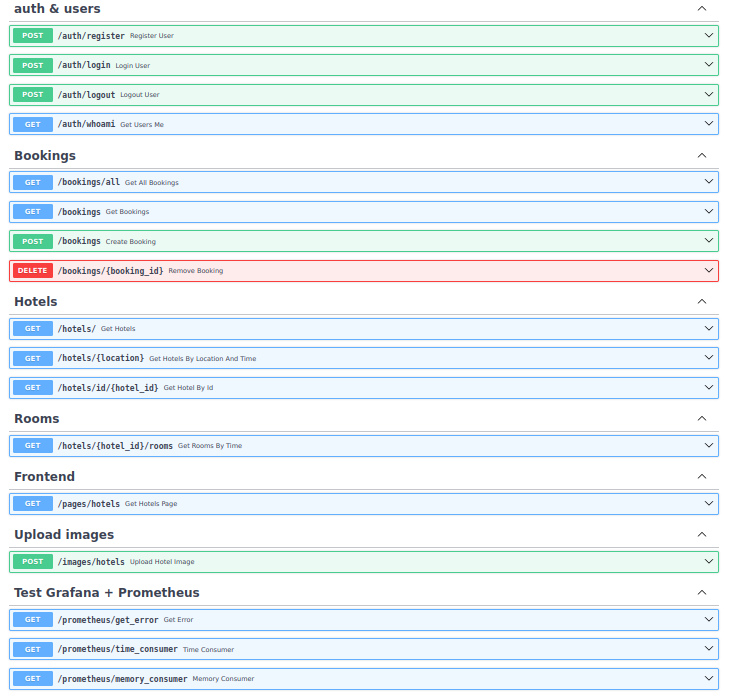 auth & users
POST /auth/register Register User
POST /auth/login Login User
POST /auth/logout Logout User
GET /auth/whoami Get Users Me
Bookings
GET /bookings/all Get All Bookings
GET /bookings Get Bookings
POST /bookings Create Booking
DELETE /bookings/{booking_id} Remove Booking
Hotels
GET /hotels/ Get Hotels
GET /hotels/{location} Get Hotels By Location And Time
GET /hotels/id/{hotel_id} Get Hotel By Id
Rooms
GET /hotels/{hotel_id}/rooms Get Rooms By Time
Frontend
GET /pages/hotels Get Hotels Page
Upload images
POST /images/hotels Upload Hotel Image
Test Grafana + Prometheus
GET /prometheus/get_error Get Error
GET /prometheus/time_consumer Time Consumer
GET /prometheus/memory_consumer Memory Consumer